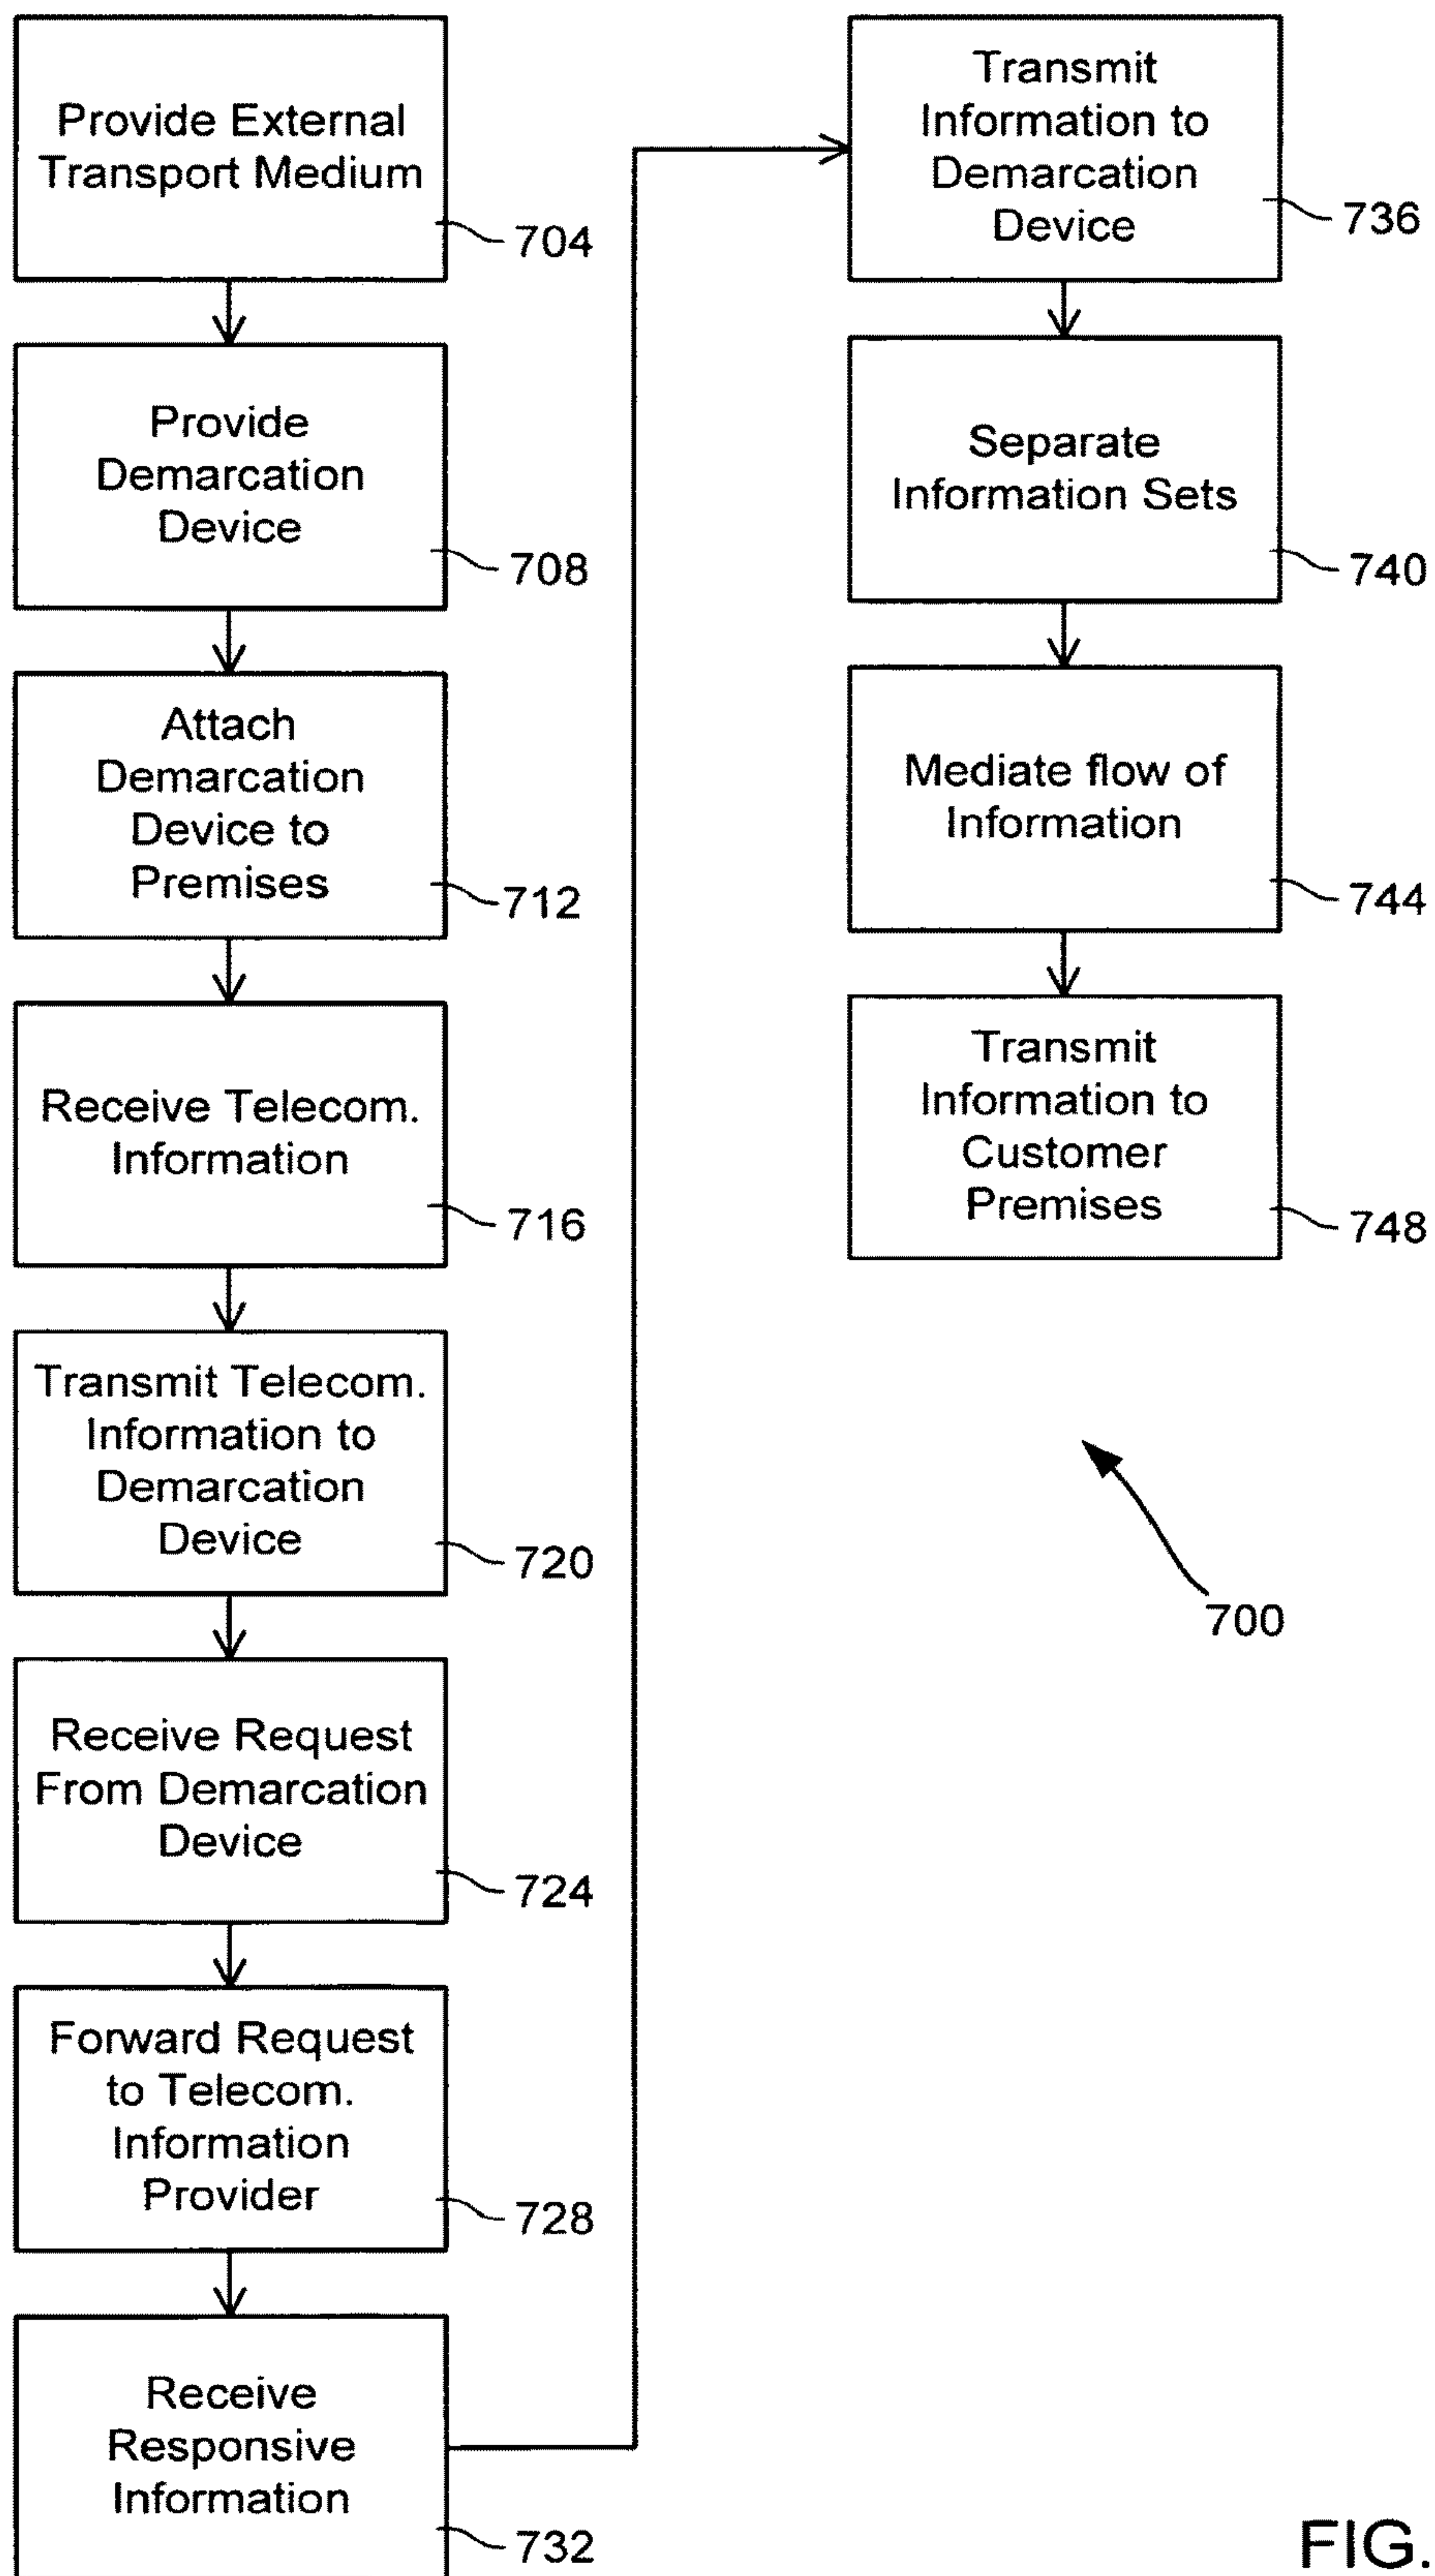 Provide External
Transport Medium
704
Provide
Demarcation
Device
708
Attach
Demarcation
Device to
Premises
712
Receive Telecom.
Information
716
Transmit Telecom.
Information to
Demarcation
Device
720
Receive Request
From Demarcation
Device
724
Forward Request
to Telecom.
Information
Provider
728
Receive
Responsive
Information
732
Transmit
Information to
Demarcation
Device
736
Separate
Information Sets
740
Mediate flow of
Information
744
Transmit
Information to
Customer
Premises
748
700
FIG.